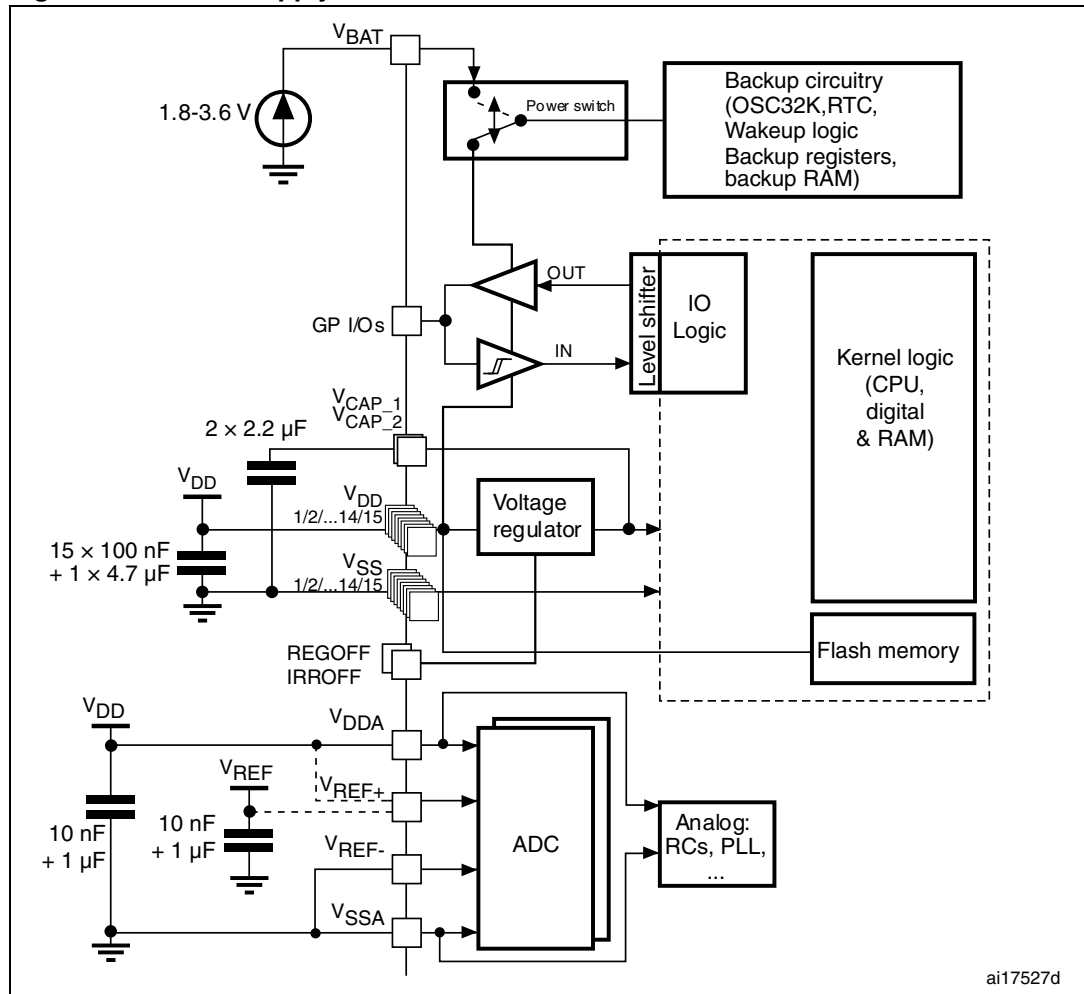 VBAT
1.8-3.6 V
Power switch
Backup circuitry
(OSC32K,RTC,
Wakeup logic
Backup registers,
backup RAM)
OUT
GP I/Os
IN
Level shifter
IO
Logic
Kernel logic
(CPU,
digital
& RAM)
VCAP_1
VCAP_2
2 × 2.2 µF
VDD
VDD
1/2/...14/15
Voltage
regulator
15 × 100 nF
+ 1 × 4.7 µF
VSS
1/2/...14/15
Flash memory
REGOFF
IRROFF
VDD
VDDA
VREF
VREF+
10 nF
+ 1 µF
10 nF
+ 1 µF
VREF-
ADC
Analog:
RCs, PLL,
...
VSSA
ai17527d